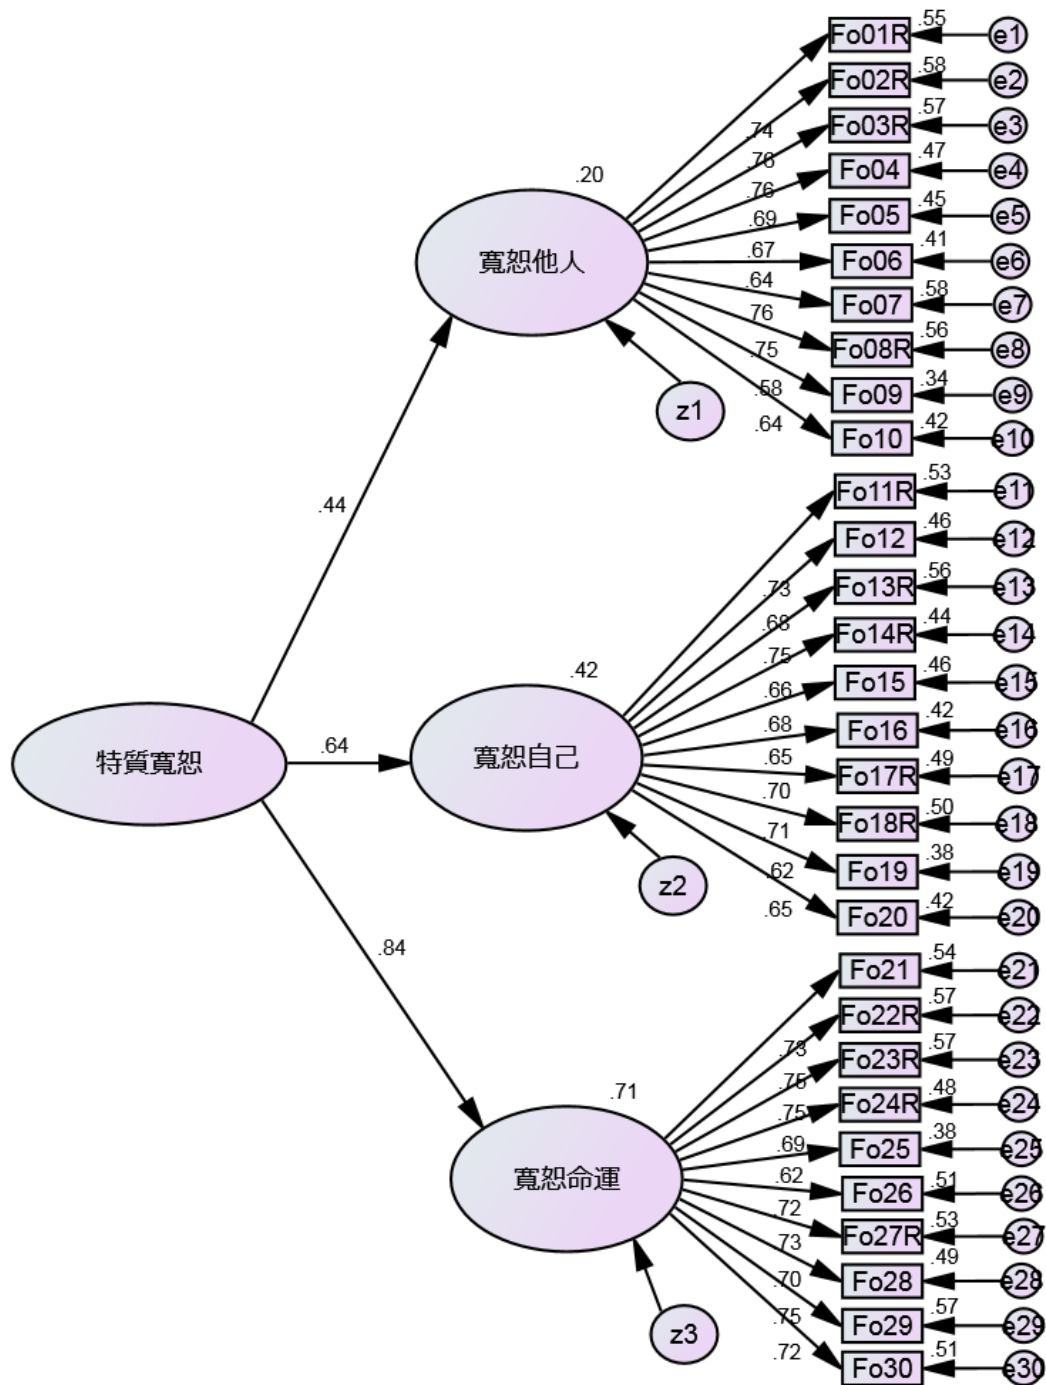 .55
Fo01R
e1
.58
Fo02R
e2
.57
Fo03R
e3
.47
Fo04
e4
.45
Fo05
e5
.41
Fo06
e6
.58
Fo07
e7
.56
Fo08R
e8
.34
Fo09
e9
.42
Fo10
e10
.74
.76
.76
.69
.67
.64
.76
.75
.58
.64
.20
寬恕他人
z1
.44
.53
Fo11R
e11
.46
Fo12
e12
.56
Fo13R
e13
.44
Fo14R
e14
.46
Fo15
e15
.42
Fo16
e16
.49
Fo17R
e17
.50
Fo18R
e18
.38
Fo19
e19
.42
Fo20
e20
.73
.68
.75
.66
.68
.65
.70
.71
.62
.65
.42
寬恕自己
z2
特質寬恕
.64
.84
.54
Fo21
e21
.57
Fo22R
e22
.57
Fo23R
e23
.48
Fo24R
e24
.38
Fo25
e25
.51
Fo26
e26
.53
Fo27R
e27
.49
Fo28
e28
.57
Fo29
e29
.51
Fo30
e30
.73
.75
.75
.69
.62
.72
.73
.70
.75
.72
.71
寬恕命運
z3